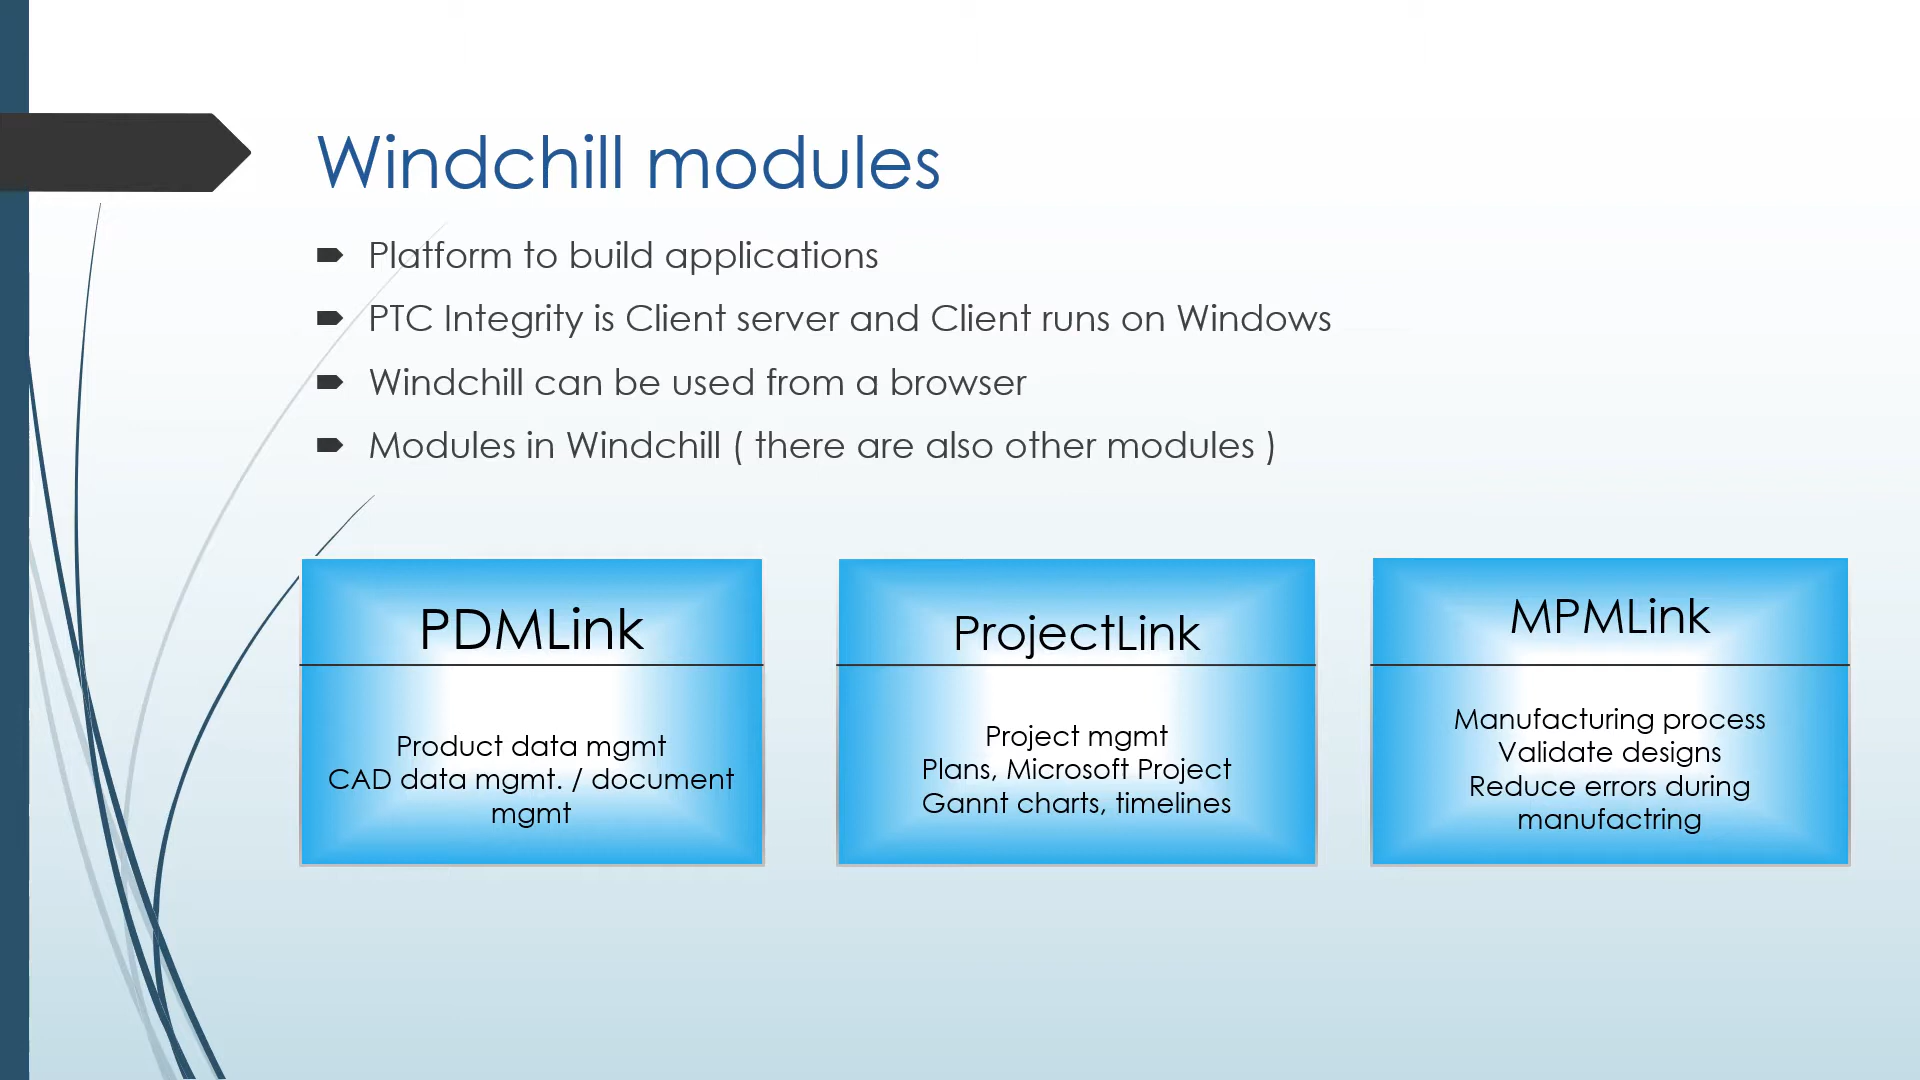 Windchill modules
Platform to build applications
PTC Integrity is Client server and Client runs on Windows
Windchill can be used from a browser
Modules in Windchill ( there are also other modules )
PDMLink
Product data mgmt
CAD data mgmt. / document
mgmt
ProjectLink
Project mgmt
Plans, Microsoft Project
Gannt charts, timelines
MPMLink
Manufacturing process
Validate designs
Reduce errors during
manufactring